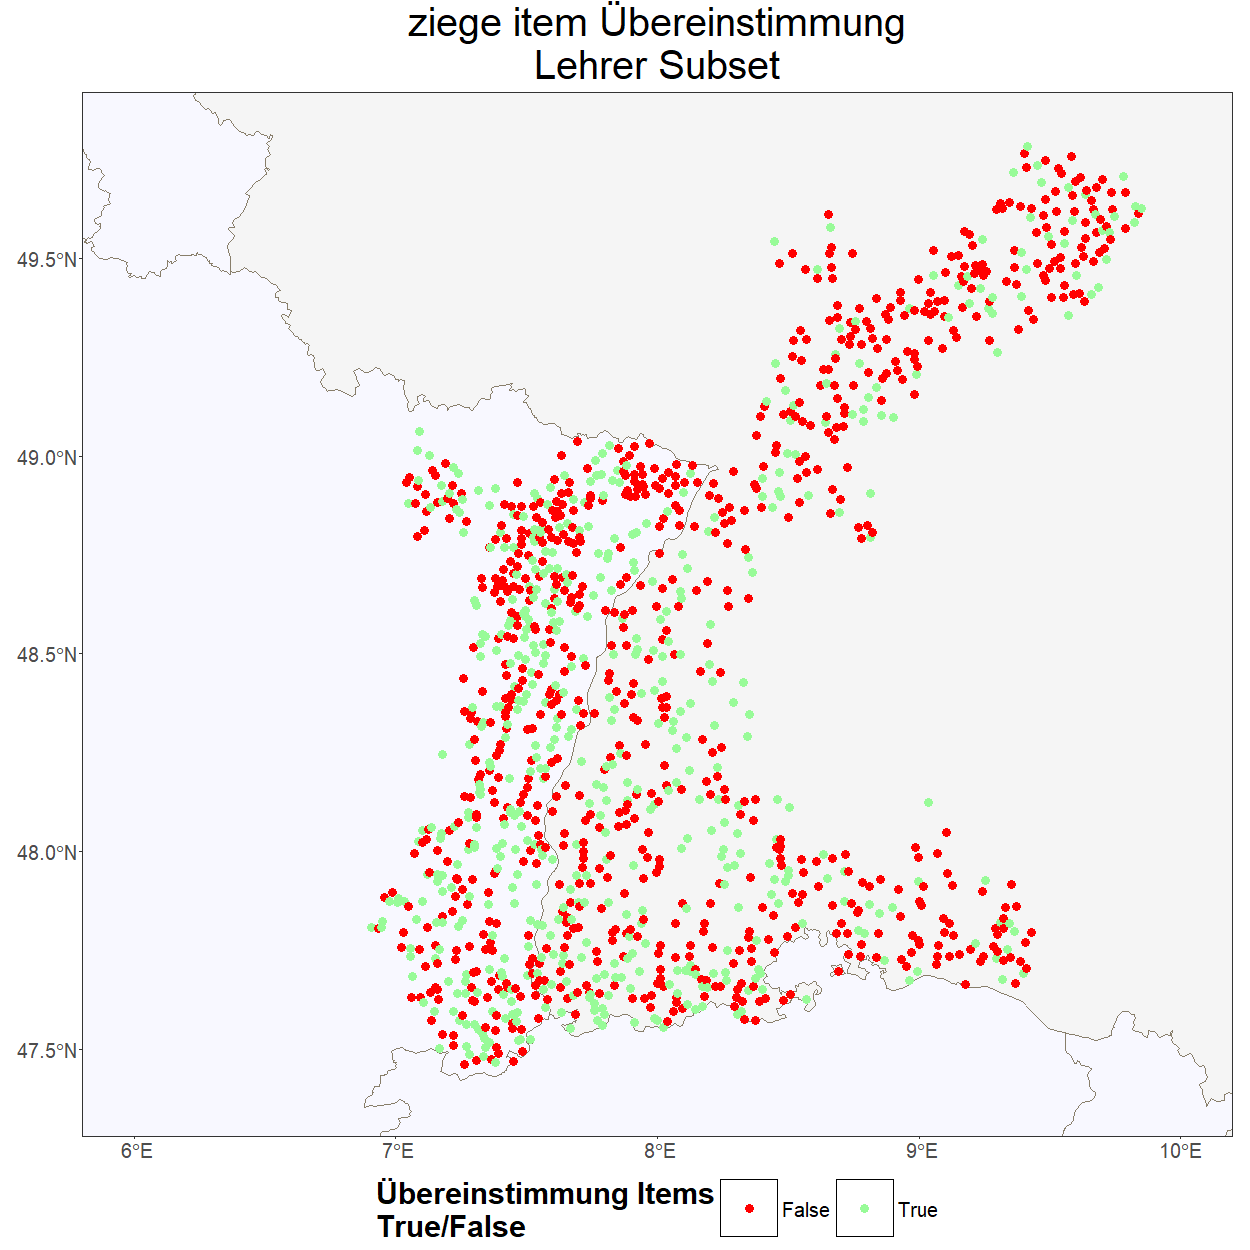 ziege item Übereinstimmung
Lehrer Subset
49.5°N
49.0°N
48.5°N
48.0°N
47.5°N
6°E 7°E 8°E 9°E 10°E
Übereinstimmung Items
True/False
False True